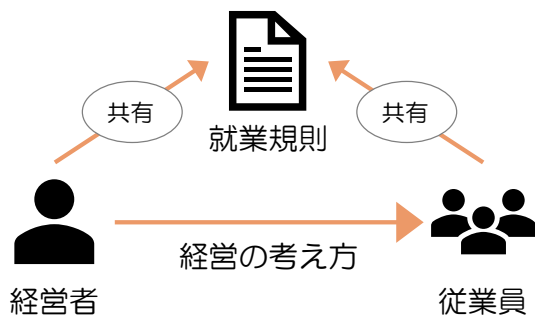 共有
共有
就業規則
経営の考え方
経営者
従業員